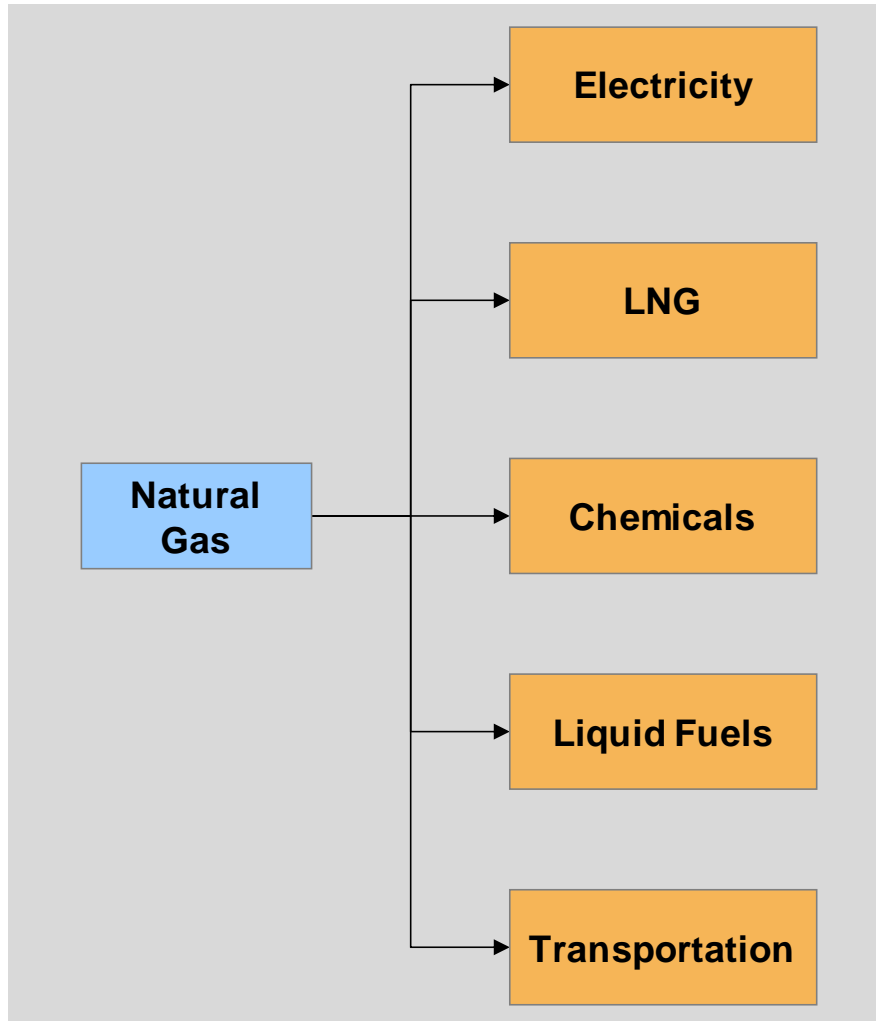 Electricity
LNG
Natural
Gas
Chemicals
Liquid Fuels
Transportation